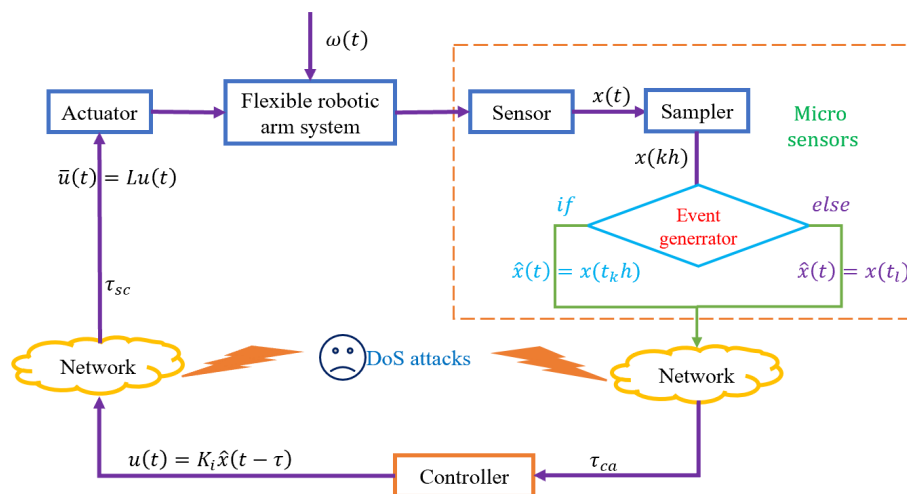 ω(t)
Actuator
Flexible robotic
arm system
Sensor
x(t)
Sampler
Micro
sensors
x(kh)
ū(t) = Lu(t)
if
Event
generrator
else
x̂(t) = x(t_k h)
x̂(t) = x(t_l)
τ_sc
Network
DoS attacks
Network
u(t) = K_i x̂(t − τ)
Controller
τ_ca